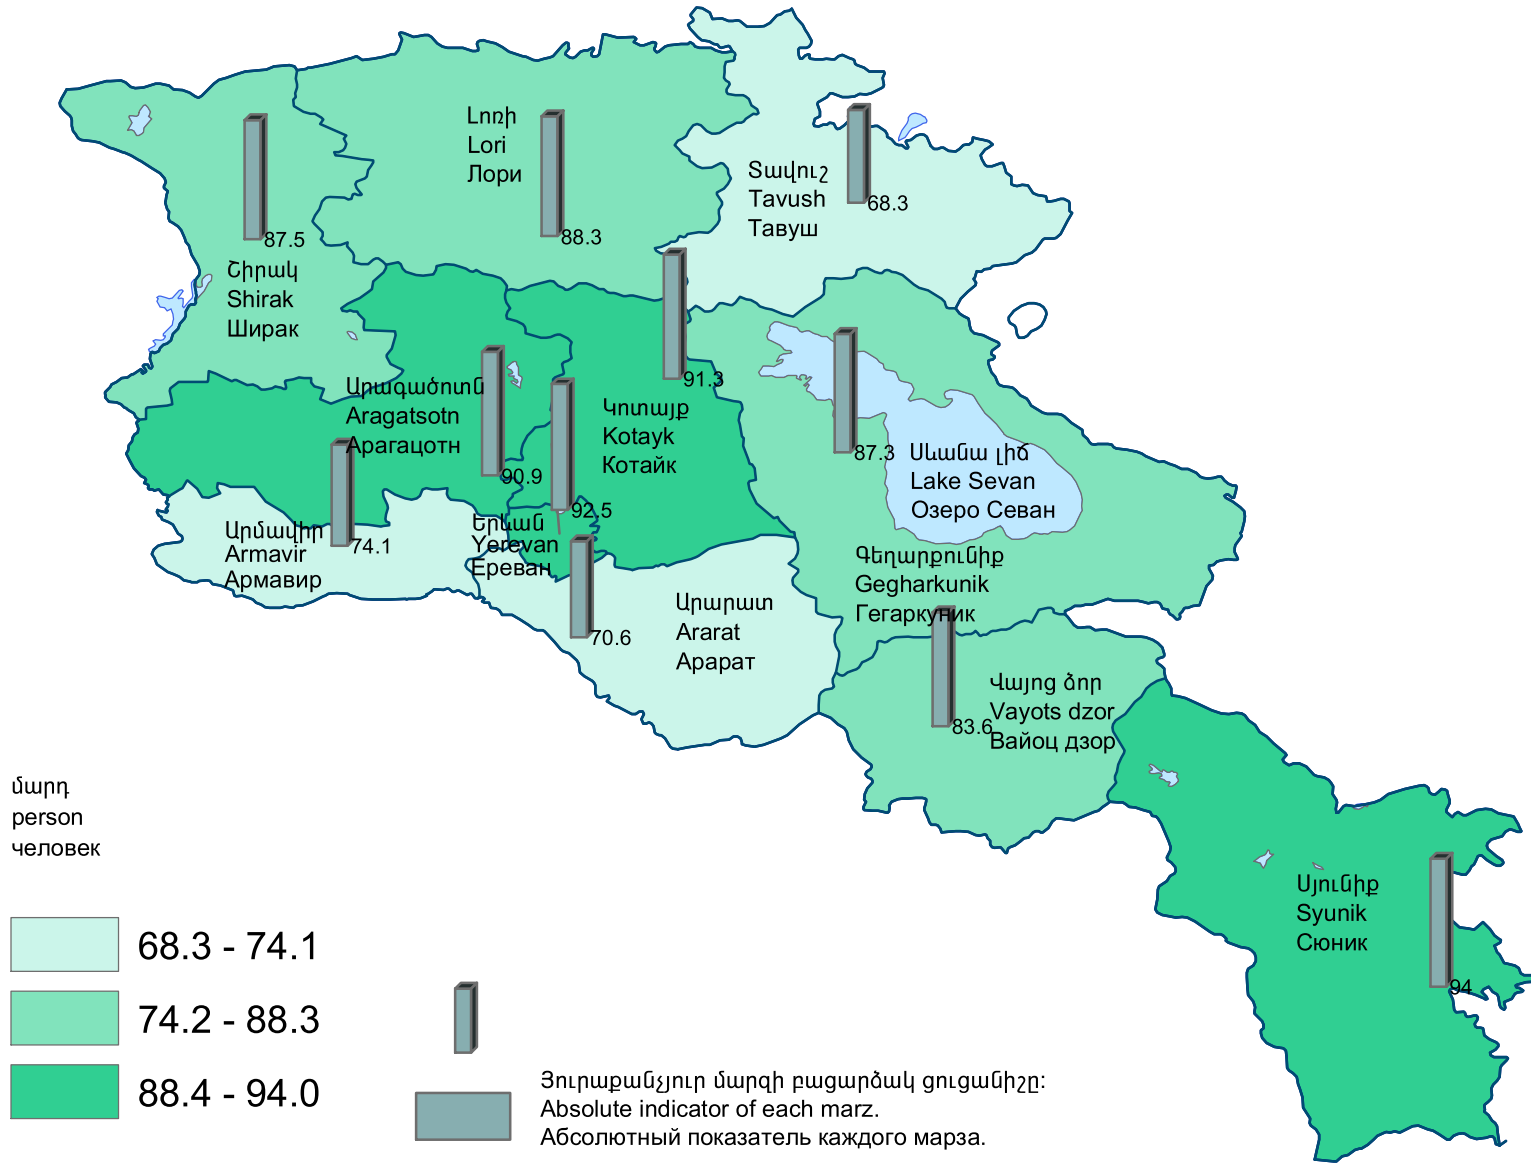 Լոռի
Lori
Лори
88.3
Տավուշ
Tavush
Тавуш
68.3
87.5
Շիրակ
Shirak
Ширак
91.3
Արագածոտն
Aragatsotn
Арагацотн
90.9
Կոտայք
Kotayk
Котайк
87.3
Սևանա լիճ
Lake Sevan
Озеро Севан
92.5
Երևան
Yerevan
Ереван
Արմավիր
Armavir
Армавир
74.1
Գեղարքունիք
Gegharkunik
Гегаркуник
70.6
Արարատ
Ararat
Арарат
Վայոց ձոր
Vayots dzor
Вайоц дзор
83.6
Սյունիք
Syunik
Сюник
94
մարդ
person
человек
68.3 - 74.1
74.2 - 88.3
88.4 - 94.0
Յուրաքանչյուր մարզի բացարձակ ցուցանիշը:
Absolute indicator of each marz.
Абсолютный показатель каждого марза.